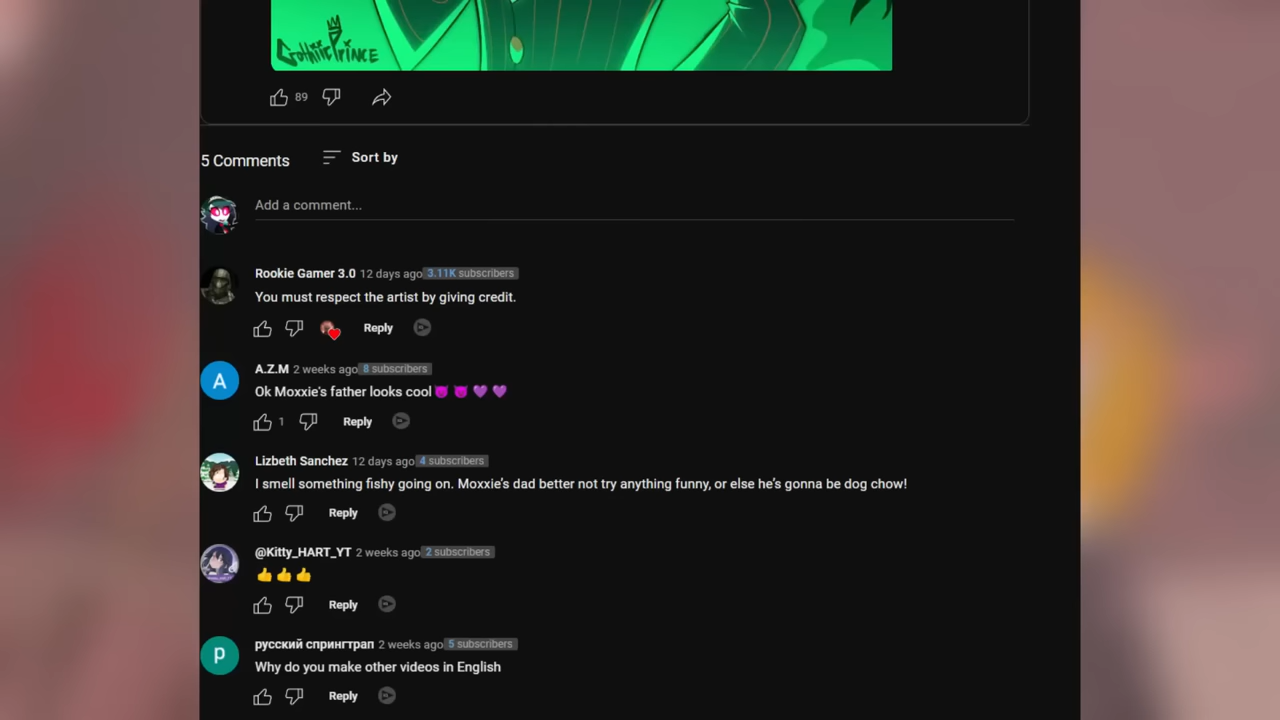 GothiicPrince
89
5 Comments
Sort by
Add a comment...
Rookie Gamer 3.0 12 days ago 3.11K subscribers
You must respect the artist by giving credit.
Reply
A
A.Z.M 2 weeks ago 8 subscribers
Ok Moxxie's father looks cool😈 😈 💜 💜
1 Reply
Lizbeth Sanchez 12 days ago 4 subscribers
I smell something fishy going on. Moxxie’s dad better not try anything funny, or else he’s gonna be dog chow!
Reply
@Kitty_HART_YT 2 weeks ago 2 subscribers
👍 👍 👍
Reply
р
русский спрингтрап 2 weeks ago 5 subscribers
Why do you make other videos in English
Reply